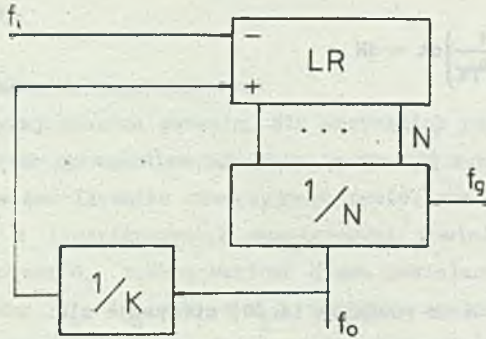 f_i
−
LR
+
. . .
N
1/N
f_g
1/K
f_o